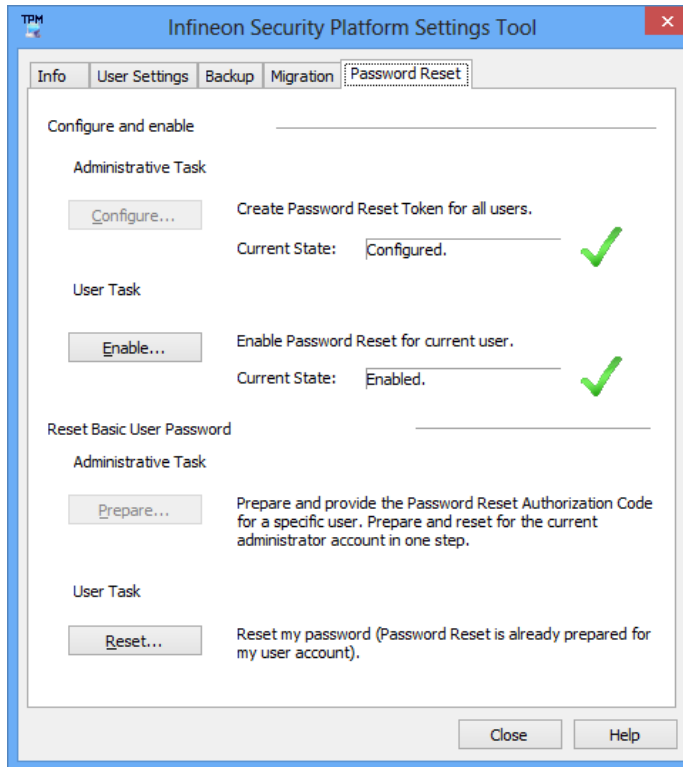 TPM
Infineon Security Platform Settings Tool
Info User Settings Backup Migration Password Reset
Configure and enable
Administrative Task
Configure... Create Password Reset Token for all users.
Current State: Configured.
User Task
Enable... Enable Password Reset for current user.
Current State: Enabled.
Reset Basic User Password
Administrative Task
Prepare... Prepare and provide the Password Reset Authorization Code
for a specific user. Prepare and reset for the current
administrator account in one step.
User Task
Reset... Reset my password (Password Reset is already prepared for
my user account).
Close Help